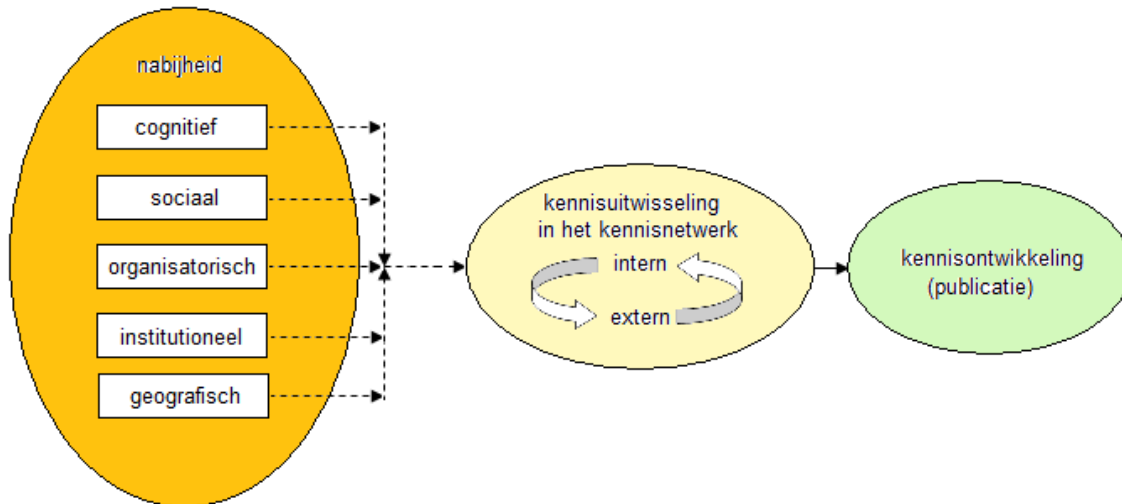 nabijheid
cognitief
sociaal
organisatorisch
institutioneel
geografisch
kennisuitwisseling
in het kennisnetwerk
intern
extern
kennisontwikkeling
(publicatie)